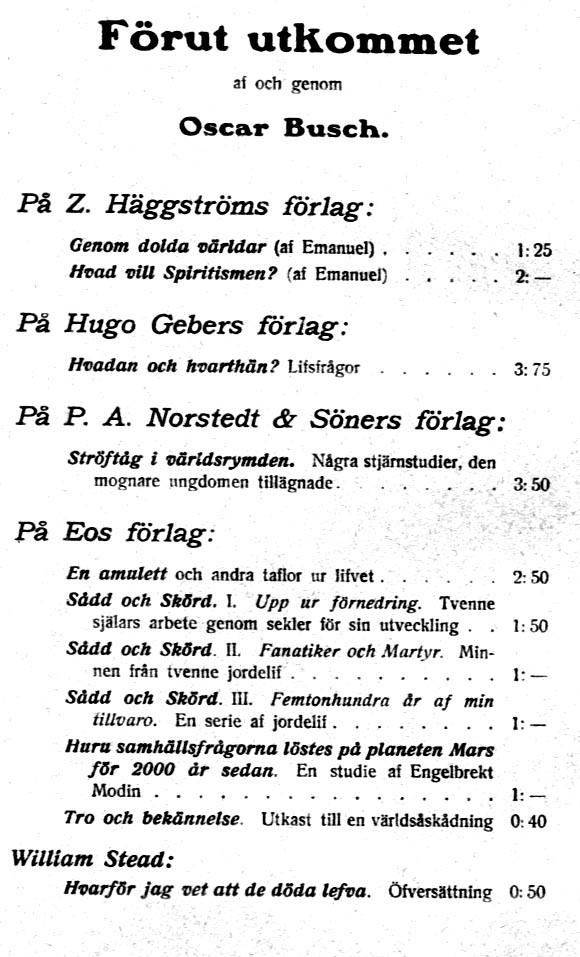 Förut utkommet
af och genom
Oscar Busch.
På Z. Häggströms förlag:
Genom dolda världar (af Emanuel) . . . . . . 1: 25
Hvad vill Spiritismen? (af Emanuel) . . . . . 2: —
På Hugo Gebers förlag:
Hvadan och hvarthän? Lifsfrågor . . . . . . 3: 75
På P. A. Norstedt & Söners förlag:
Ströftåg i världsrymden. Några stjärnstudier, den
mognare ungdomen tillägnade . . . . . . . . 3: 50
På Eos förlag:
En amulett och andra taflor ur lifvet . . . . . . 2: 50
Sådd och Skörd. I. Upp ur förnedring. Tvenne
själars arbete genom sekler för sin utveckling . . 1: 50
Sådd och Skörd. II. Fanatiker och Martyr. Min-
nen från tvenne jordelif . . . . . . . . . . 1: —
Sådd och Skörd. III. Femtonhundra år af min
tillvaro. En serie af jordelif . . . . . . . . . 1: —
Huru samhällsfrågorna löstes på planeten Mars
för 2000 år sedan. En studie af Engelbrekt
Modin . . . . . . . . . . . . . . . . 1: —
Tro och bekännelse. Utkast till en världsåskådning 0: 40
William Stead:
Hvarför jag vet att de döda lefva. Öfversättning 0: 50